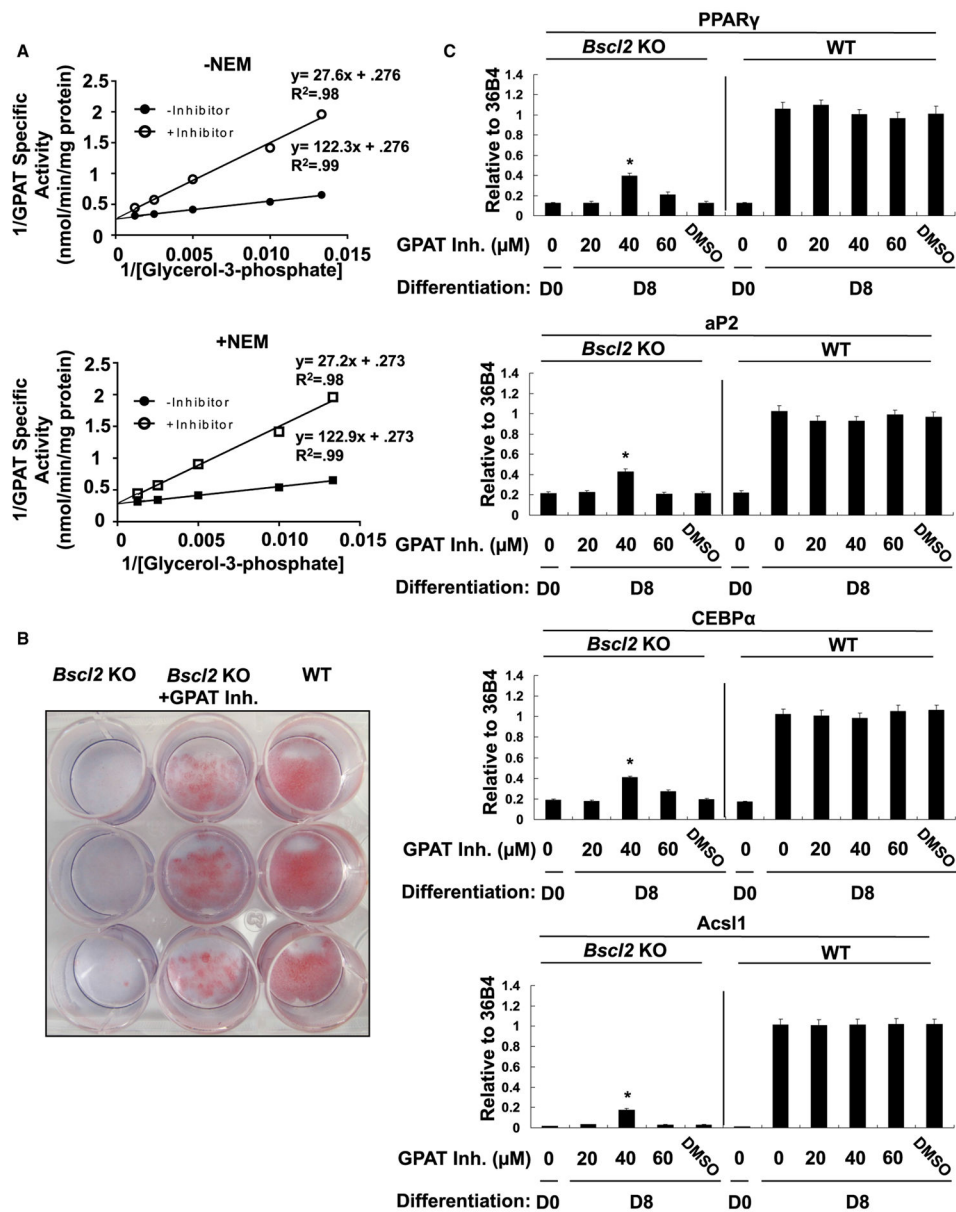 A
-NEM
y= 27.6x + .276
R2=.98
-Inhibitor
+Inhibitor
y= 122.3x + .276
R2=.99
1/GPAT Specific
Activity
(nmol/min/mg protein)
2.5
2
1.5
1
0.5
0
0 0.005 0.010 0.015
1/[Glycerol-3-phosphate]
+NEM
y= 27.2x + .273
R2=.98
-Inhibitor
+Inhibitor
y= 122.9x + .273
R2=.99
1/GPAT Specific
Activity
(nmol/min/mg protein)
2.5
2
1.5
1
0.5
0
0 0.005 0.010 0.015
1/[Glycerol-3-phosphate]
B
Bscl2 KO Bscl2 KO WT
+GPAT Inh.
C
PPARγ
Bscl2 KO WT
Relative to 36B4
1.4
1.2
1
0.8
0.6
0.4
0.2
0
*
GPAT Inh. (µM) 0 20 40 60 DMSO 0 0 20 40 60 DMSO
Differentiation: D0 D8 D0 D8
aP2
Bscl2 KO WT
Relative to 36B4
1.4
1.2
1
0.8
0.6
0.4
0.2
0
*
GPAT Inh. (µM) 0 20 40 60 DMSO 0 0 20 40 60 DMSO
Differentiation: D0 D8 D0 D8
CEBPα
Bscl2 KO WT
Relative to 36B4
1.4
1.2
1
0.8
0.6
0.4
0.2
0
*
GPAT Inh. (µM) 0 20 40 60 DMSO 0 0 20 40 60 DMSO
Differentiation: D0 D8 D0 D8
Acsl1
Bscl2 KO WT
Relative to 36B4
1.4
1.2
1
0.8
0.6
0.4
0.2
0
*
GPAT Inh. (µM) 0 20 40 60 DMSO 0 0 20 40 60 DMSO
Differentiation: D0 D8 D0 D8